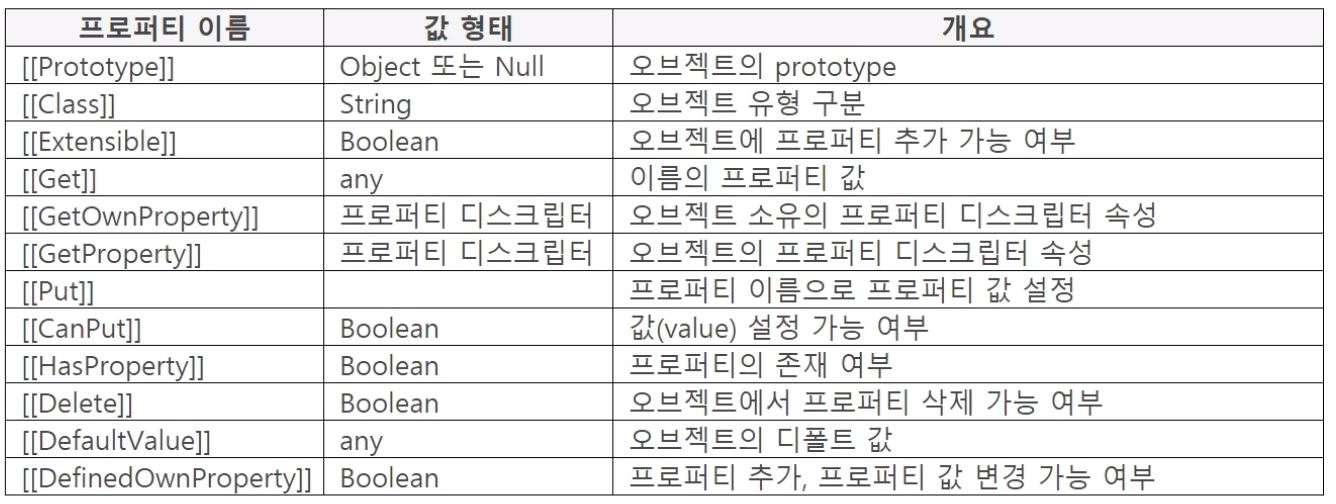 프로퍼티 이름 값 형태 개요
[[Prototype]] Object 또는 Null 오브젝트의 prototype
[[Class]] String 오브젝트 유형 구분
[[Extensible]] Boolean 오브젝트에 프로퍼티 추가 가능 여부
[[Get]] any 이름의 프로퍼티 값
[[GetOwnProperty]] 프로퍼티 디스크립터 오브젝트 소유의 프로퍼티 디스크립터 속성
[[GetProperty]] 프로퍼티 디스크립터 오브젝트의 프로퍼티 디스크립터 속성
[[Put]] 프로퍼티 이름으로 프로퍼티 값 설정
[[CanPut]] Boolean 값(value) 설정 가능 여부
[[HasProperty]] Boolean 프로퍼티의 존재 여부
[[Delete]] Boolean 오브젝트에서 프로퍼티 삭제 가능 여부
[[DefaultValue]] any 오브젝트의 디폴트 값
[[DefinedOwnProperty]] Boolean 프로퍼티 추가, 프로퍼티 값 변경 가능 여부